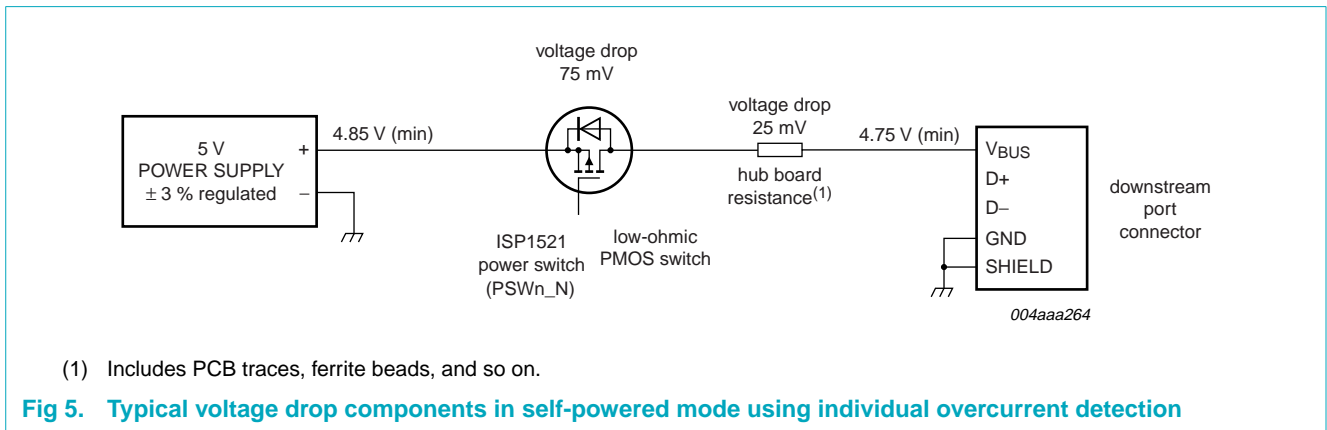 voltage drop
75 mV
voltage drop
25 mV
5 V
POWER SUPPLY
± 3 % regulated
+
−
4.85 V (min)
4.75 V (min)
hub board
resistance(1)
ISP1521
power switch
(PSWn_N)
low-ohmic
PMOS switch
VBUS
D+
D−
GND
SHIELD
downstream
port
connector
004aaa264
(1) Includes PCB traces, ferrite beads, and so on.
Fig 5. Typical voltage drop components in self-powered mode using individual overcurrent detection